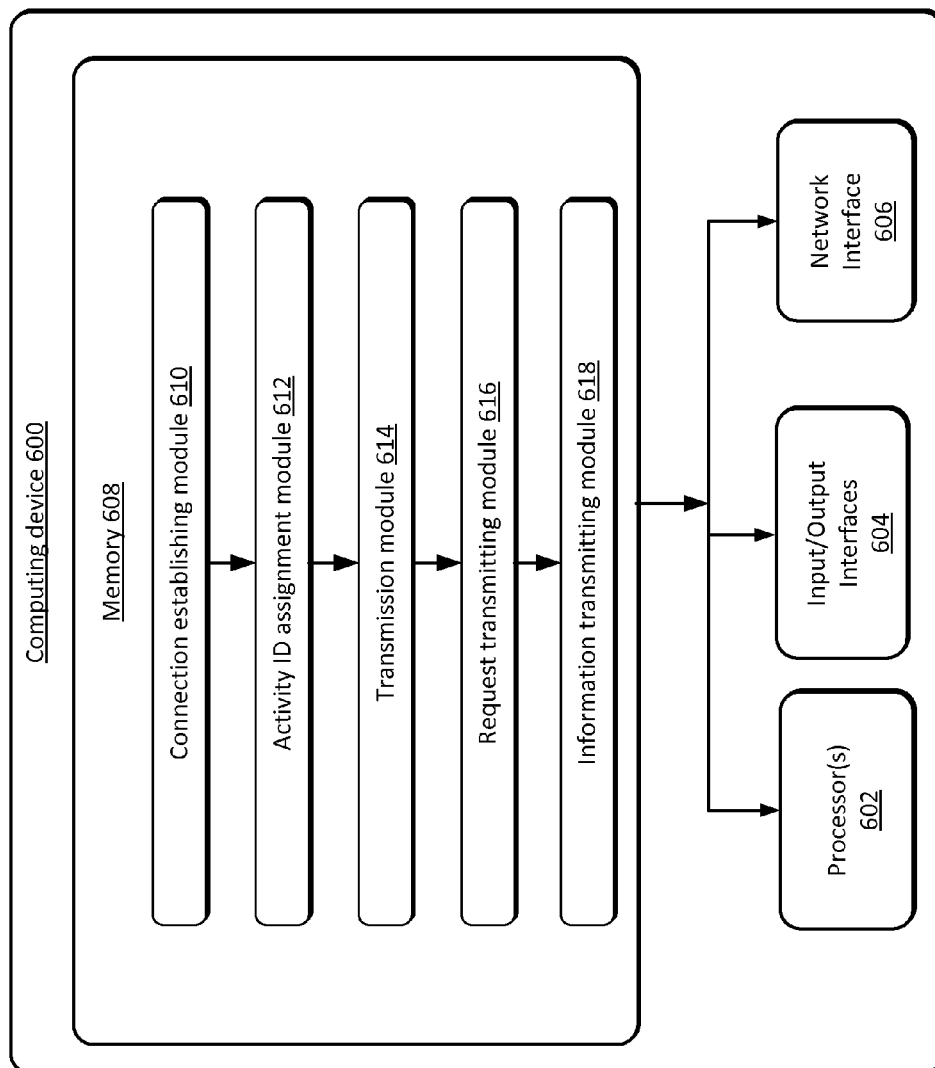 Computing device 600
Memory 608
Connection establishing module 610
Activity ID assignment module 612
Transmission module 614
Request transmitting module 616
Information transmitting module 618
Processor(s)
602
Input/Output
Interfaces
604
Network
Interface
606